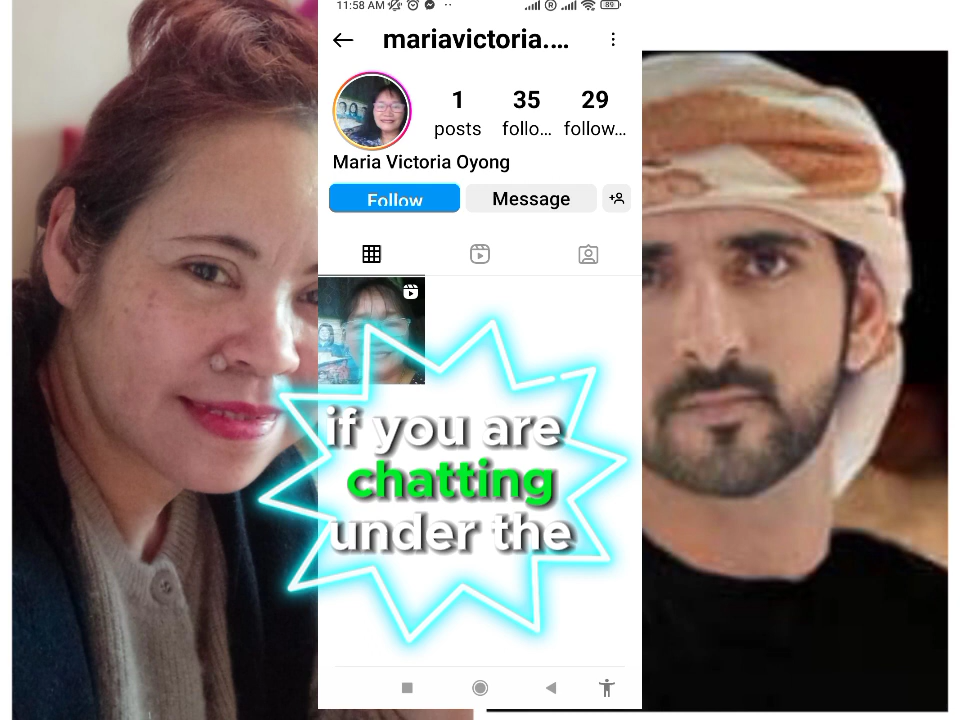 11:58 AM
89
mariavictoria....
1 35 29
posts follo... follow...
Maria Victoria Oyong
Follow Message
if you are
chatting
under the